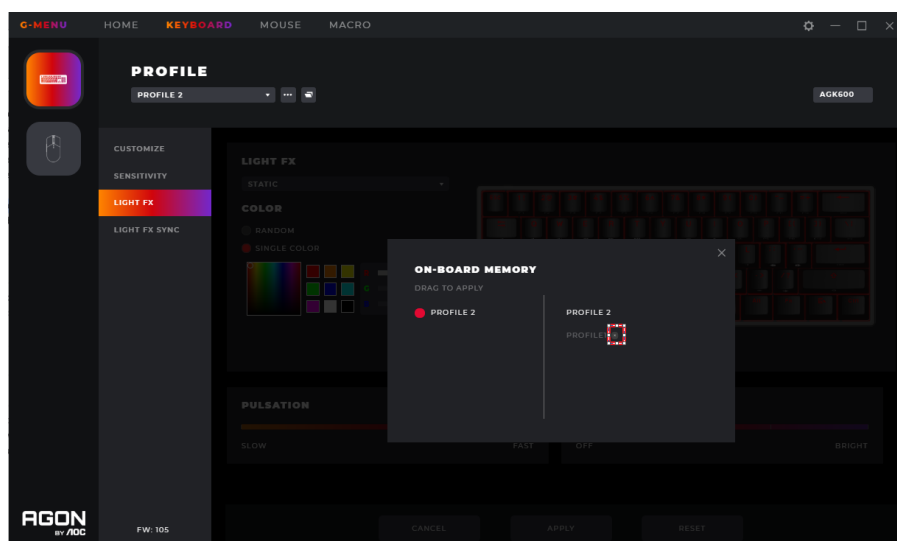 G-MENU HOME KEYBOARD MOUSE MACRO
PROFILE
PROFILE 2
AGK600
CUSTOMIZE
SENSITIVITY
LIGHT FX
LIGHT FX SYNC
LIGHT FX
STATIC
COLOR
RANDOM
SINGLE COLOR
ON-BOARD MEMORY
DRAG TO APPLY
PROFILE 2
PROFILE 2
PROFILE
PULSATION
SLOW FAST OFF BRIGHT
CANCEL APPLY RESET
AGON
BY AOC
FW: 105